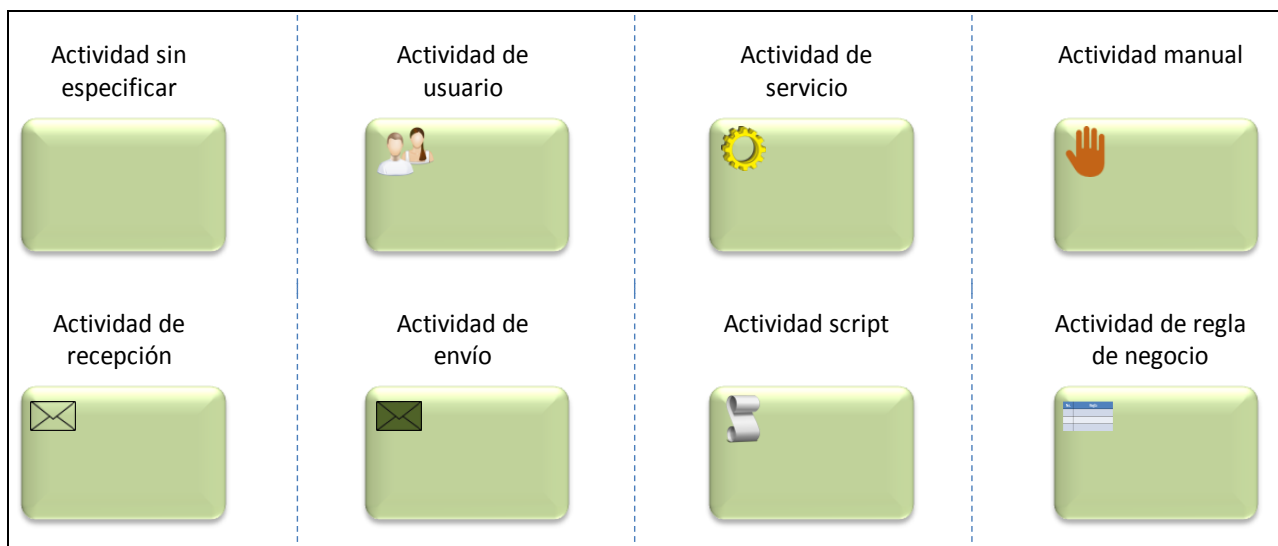 Actividad sin
especificar
Actividad de
usuario
Actividad de
servicio
Actividad manual
Actividad de
recepción
Actividad de
envío
Actividad script
Actividad de regla
de negocio